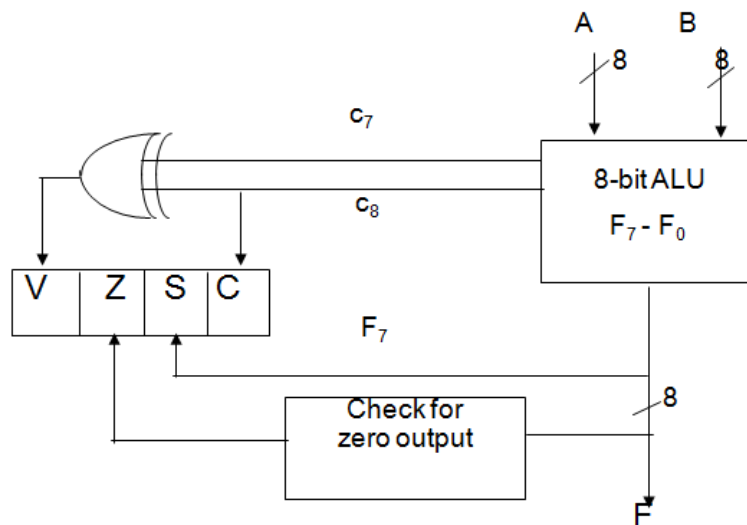 A B
8 8
c₇
8-bit ALU
c₈
F₇ - F₀
V Z S C
F₇
8
Check for
zero output
F